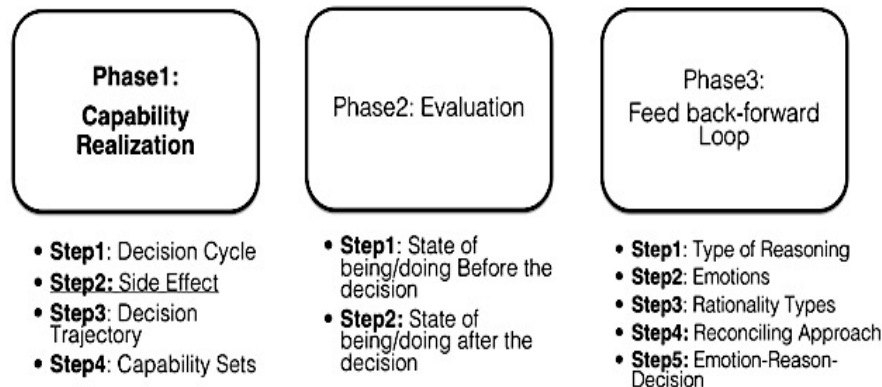 Phase1:
Capability
Realization
• Step1: Decision Cycle
• Step2: Side Effect
• Step3: Decision
Trajectory
• Step4: Capability Sets
Phase2: Evaluation
• Step1: State of
being/doing Before the
decision
• Step2: State of
being/doing after the
decision
Phase3:
Feed back-forward
Loop
• Step1: Type of Reasoning
• Step2: Emotions
• Step3: Rationality Types
• Step4: Reconciling Approach
• Step5: Emotion-Reason-
Decision